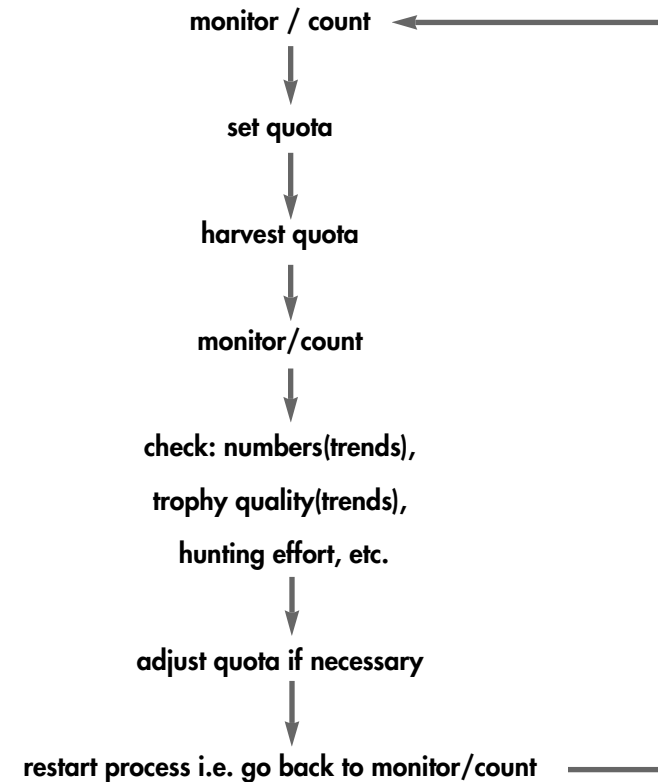 monitor / count
set quota
harvest quota
monitor/count
check: numbers(trends),
trophy quality(trends),
hunting effort, etc.
adjust quota if necessary
restart process i.e. go back to monitor/count